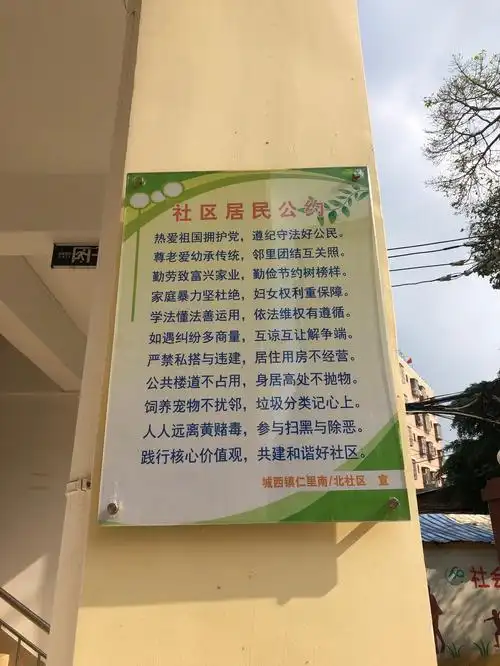 社区居民公约
热爱祖国拥护党，遵纪守法好公民。
尊老爱幼承传统，邻里团结互关照。
勤劳致富兴家业，勤俭节约树榜样。
家庭暴力坚杜绝，妇女权利重保障。
学法懂法善运用，依法维权有遵循。
如遇纠纷多商量，互谅互让解争端。
严禁私搭与违建，居住用房不经营。
公共楼道不占用，身居高处不抛物。
饲养宠物不扰邻，垃圾分类记心上。
人人远离黄赌毒，参与扫黑与除恶。
践行核心价值观，共建和谐好社区。
城西镇仁里南/北社区 宣
社会